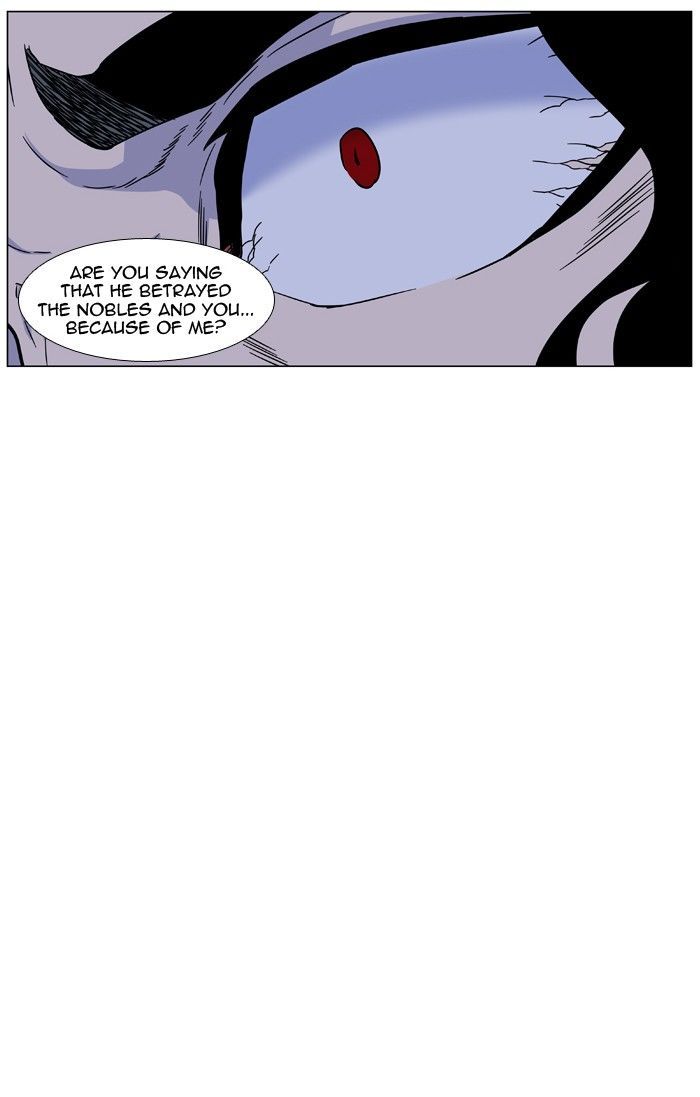 ARE YOU SAYING
THAT HE BETRAYED
THE NOBLES AND YOU...
BECAUSE OF ME?